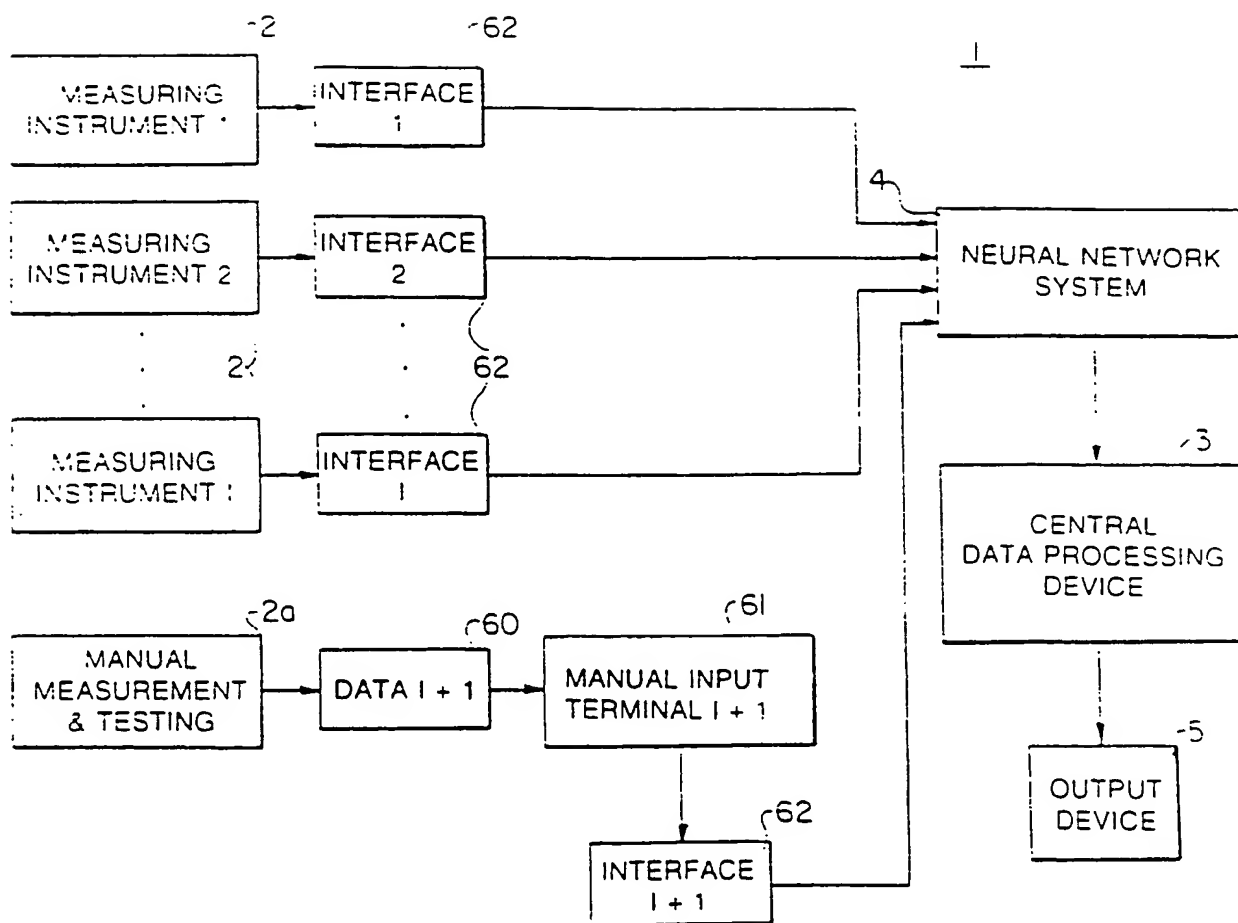 2
62
1
MEASURING
INSTRUMENT
INTERFACE
1
4
MEASURING
INSTRUMENT 2
INTERFACE
2
NEURAL NETWORK
SYSTEM
2
62
3
MEASURING
INSTRUMENT I
INTERFACE
I
CENTRAL
DATA PROCESSING
DEVICE
2a
60
61
MANUAL
MEASUREMENT
& TESTING
DATA I + 1
MANUAL INPUT
TERMINAL I + 1
5
OUTPUT
DEVICE
62
INTERFACE
I + 1